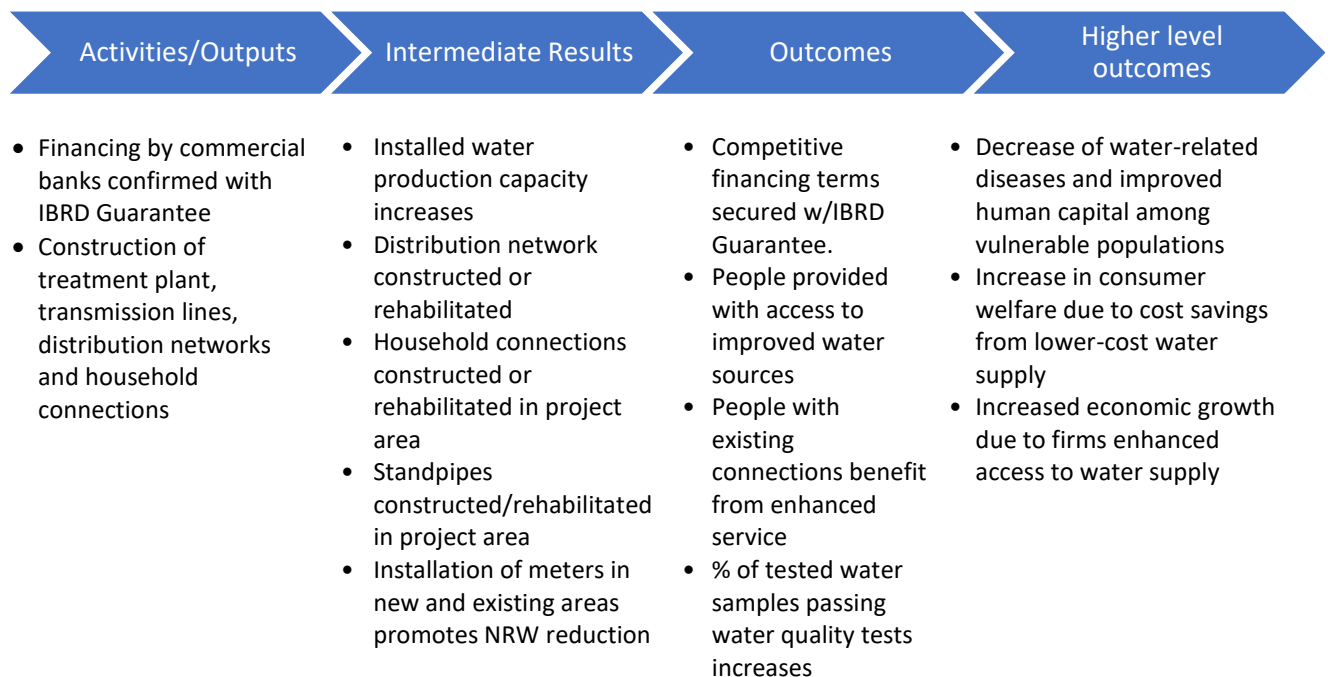 Activities/Outputs
Intermediate Results
Outcomes
Higher level
outcomes
• Financing by commercial
banks confirmed with
IBRD Guarantee
• Construction of
treatment plant,
transmission lines,
distribution networks
and household
connections
• Installed water
production capacity
increases
• Distribution network
constructed or
rehabilitated
• Household connections
constructed or
rehabilitated in project
area
• Standpipes
constructed/rehabilitated
in project area
• Installation of meters in
new and existing areas
promotes NRW reduction
• Competitive
financing terms
secured w/IBRD
Guarantee.
• People provided
with access to
improved water
sources
• People with
existing
connections benefit
from enhanced
service
• % of tested water
samples passing
water quality tests
increases
• Decrease of water-related
diseases and improved
human capital among
vulnerable populations
• Increase in consumer
welfare due to cost savings
from lower-cost water
supply
• Increased economic growth
due to firms enhanced
access to water supply